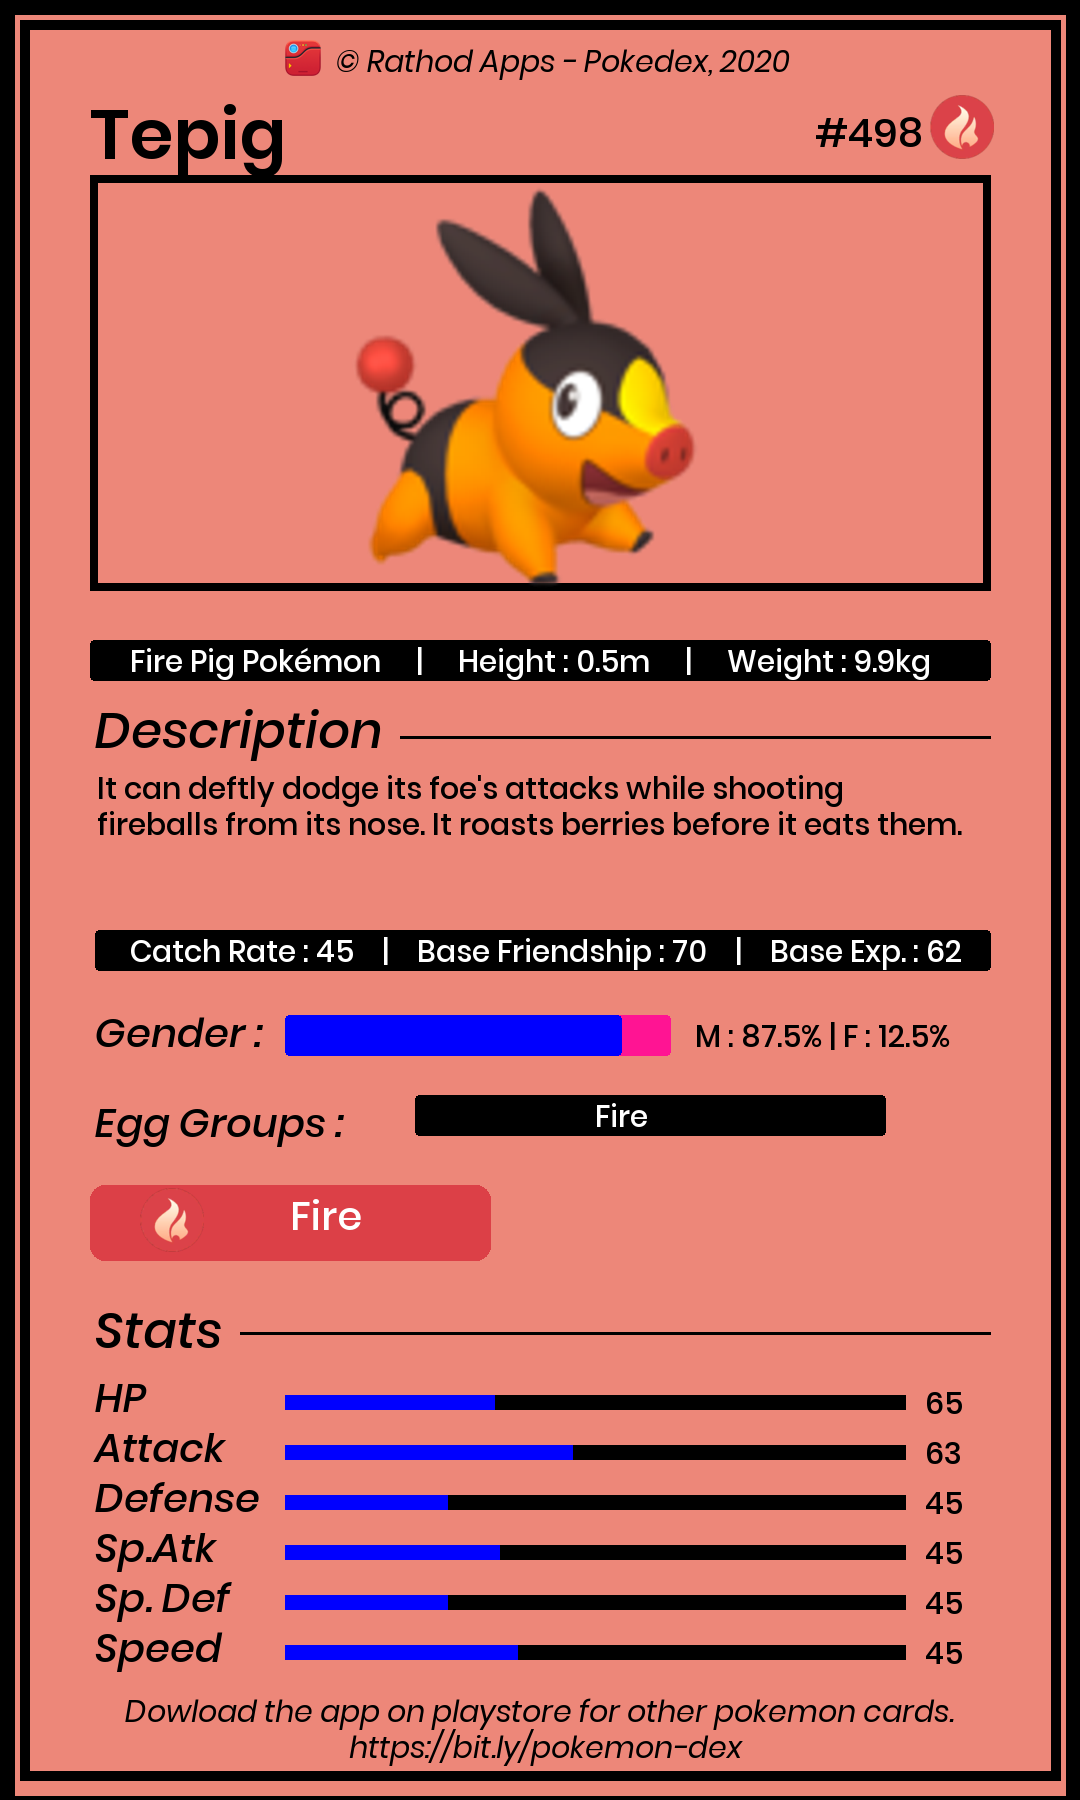 © Rathod Apps - Pokedex, 2020
Tepig #498
Fire Pig Pokémon | Height : 0.5m | Weight : 9.9kg
Description
It can deftly dodge its foe's attacks while shooting
fireballs from its nose. It roasts berries before it eats them.
Catch Rate : 45 | Base Friendship : 70 | Base Exp. : 62
Gender : M : 87.5% | F : 12.5%
Egg Groups : Fire
Fire
Stats
HP 65
Attack 63
Defense 45
Sp.Atk 45
Sp. Def 45
Speed 45
Dowload the app on playstore for other pokemon cards.
https://bit.ly/pokemon-dex